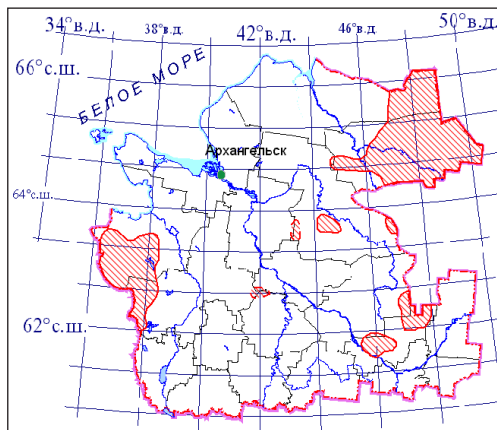 34°в.д.
38°в.д.
42°в.д.
46°в.д.
50°в.д.
66°с.ш.
БЕЛОЕ МОРЕ
Архангельск
64°с.ш.
62°с.ш.